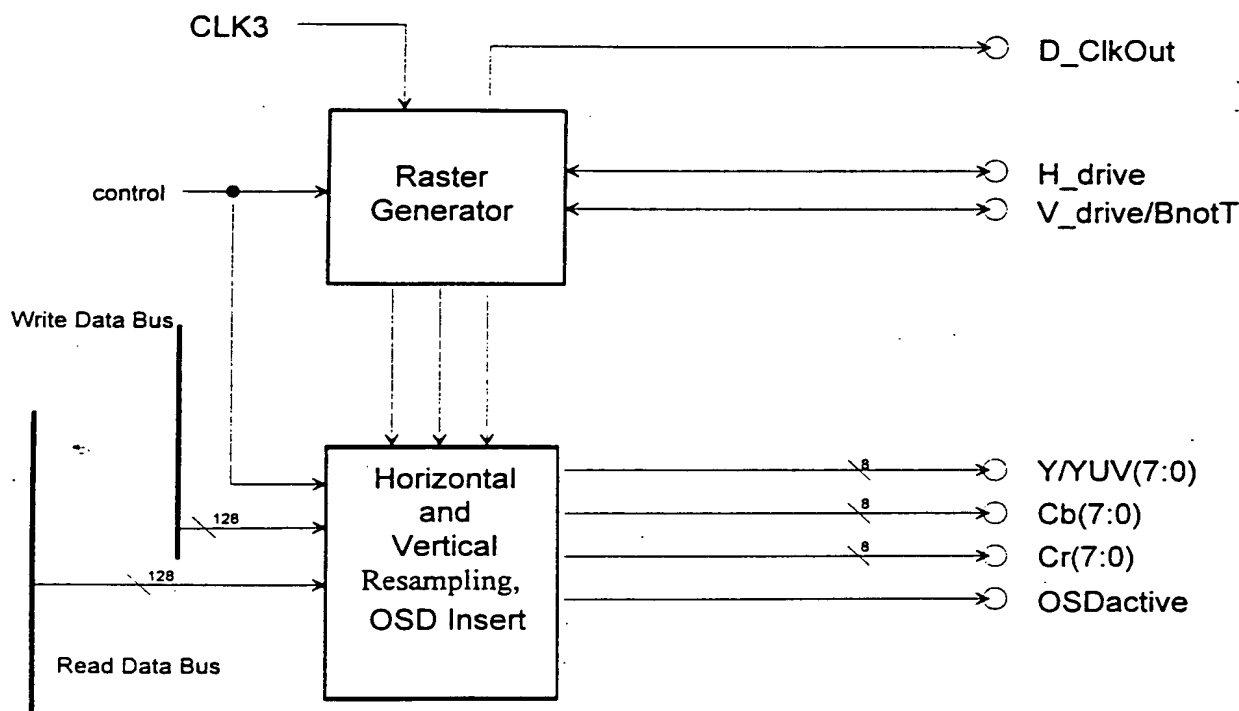 CLK3
D_ClkOut
Raster
Generator
control
H_drive
V_drive/BnotT
Write Data Bus
Horizontal
and
Vertical
Resampling,
OSD Insert
8
Y/YUV(7:0)
8
Cb(7:0)
8
Cr(7:0)
OSDactive
128
128
Read Data Bus